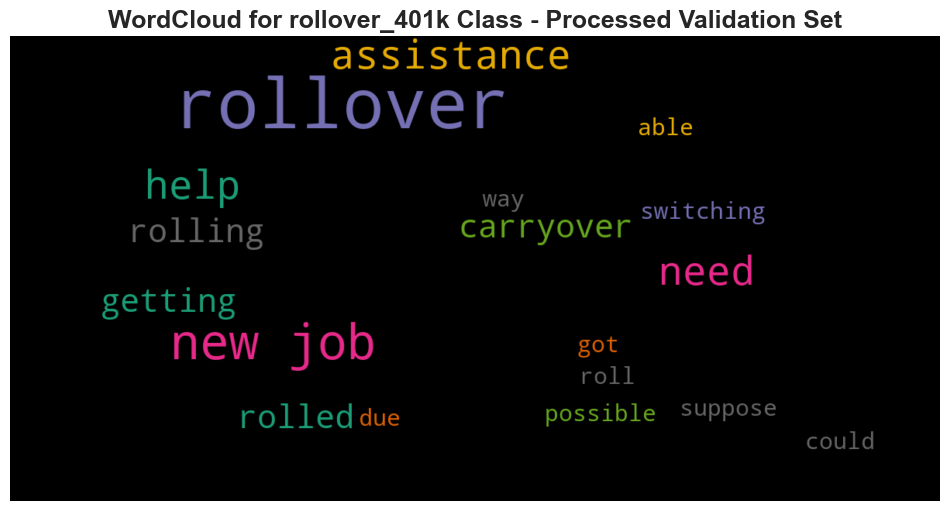 WordCloud for rollover_401k Class - Processed Validation Set
assistance
rollover
able
help
way
switching
rolling
carryover
need
getting
new job
got
roll
rolled
due
possible
suppose
could